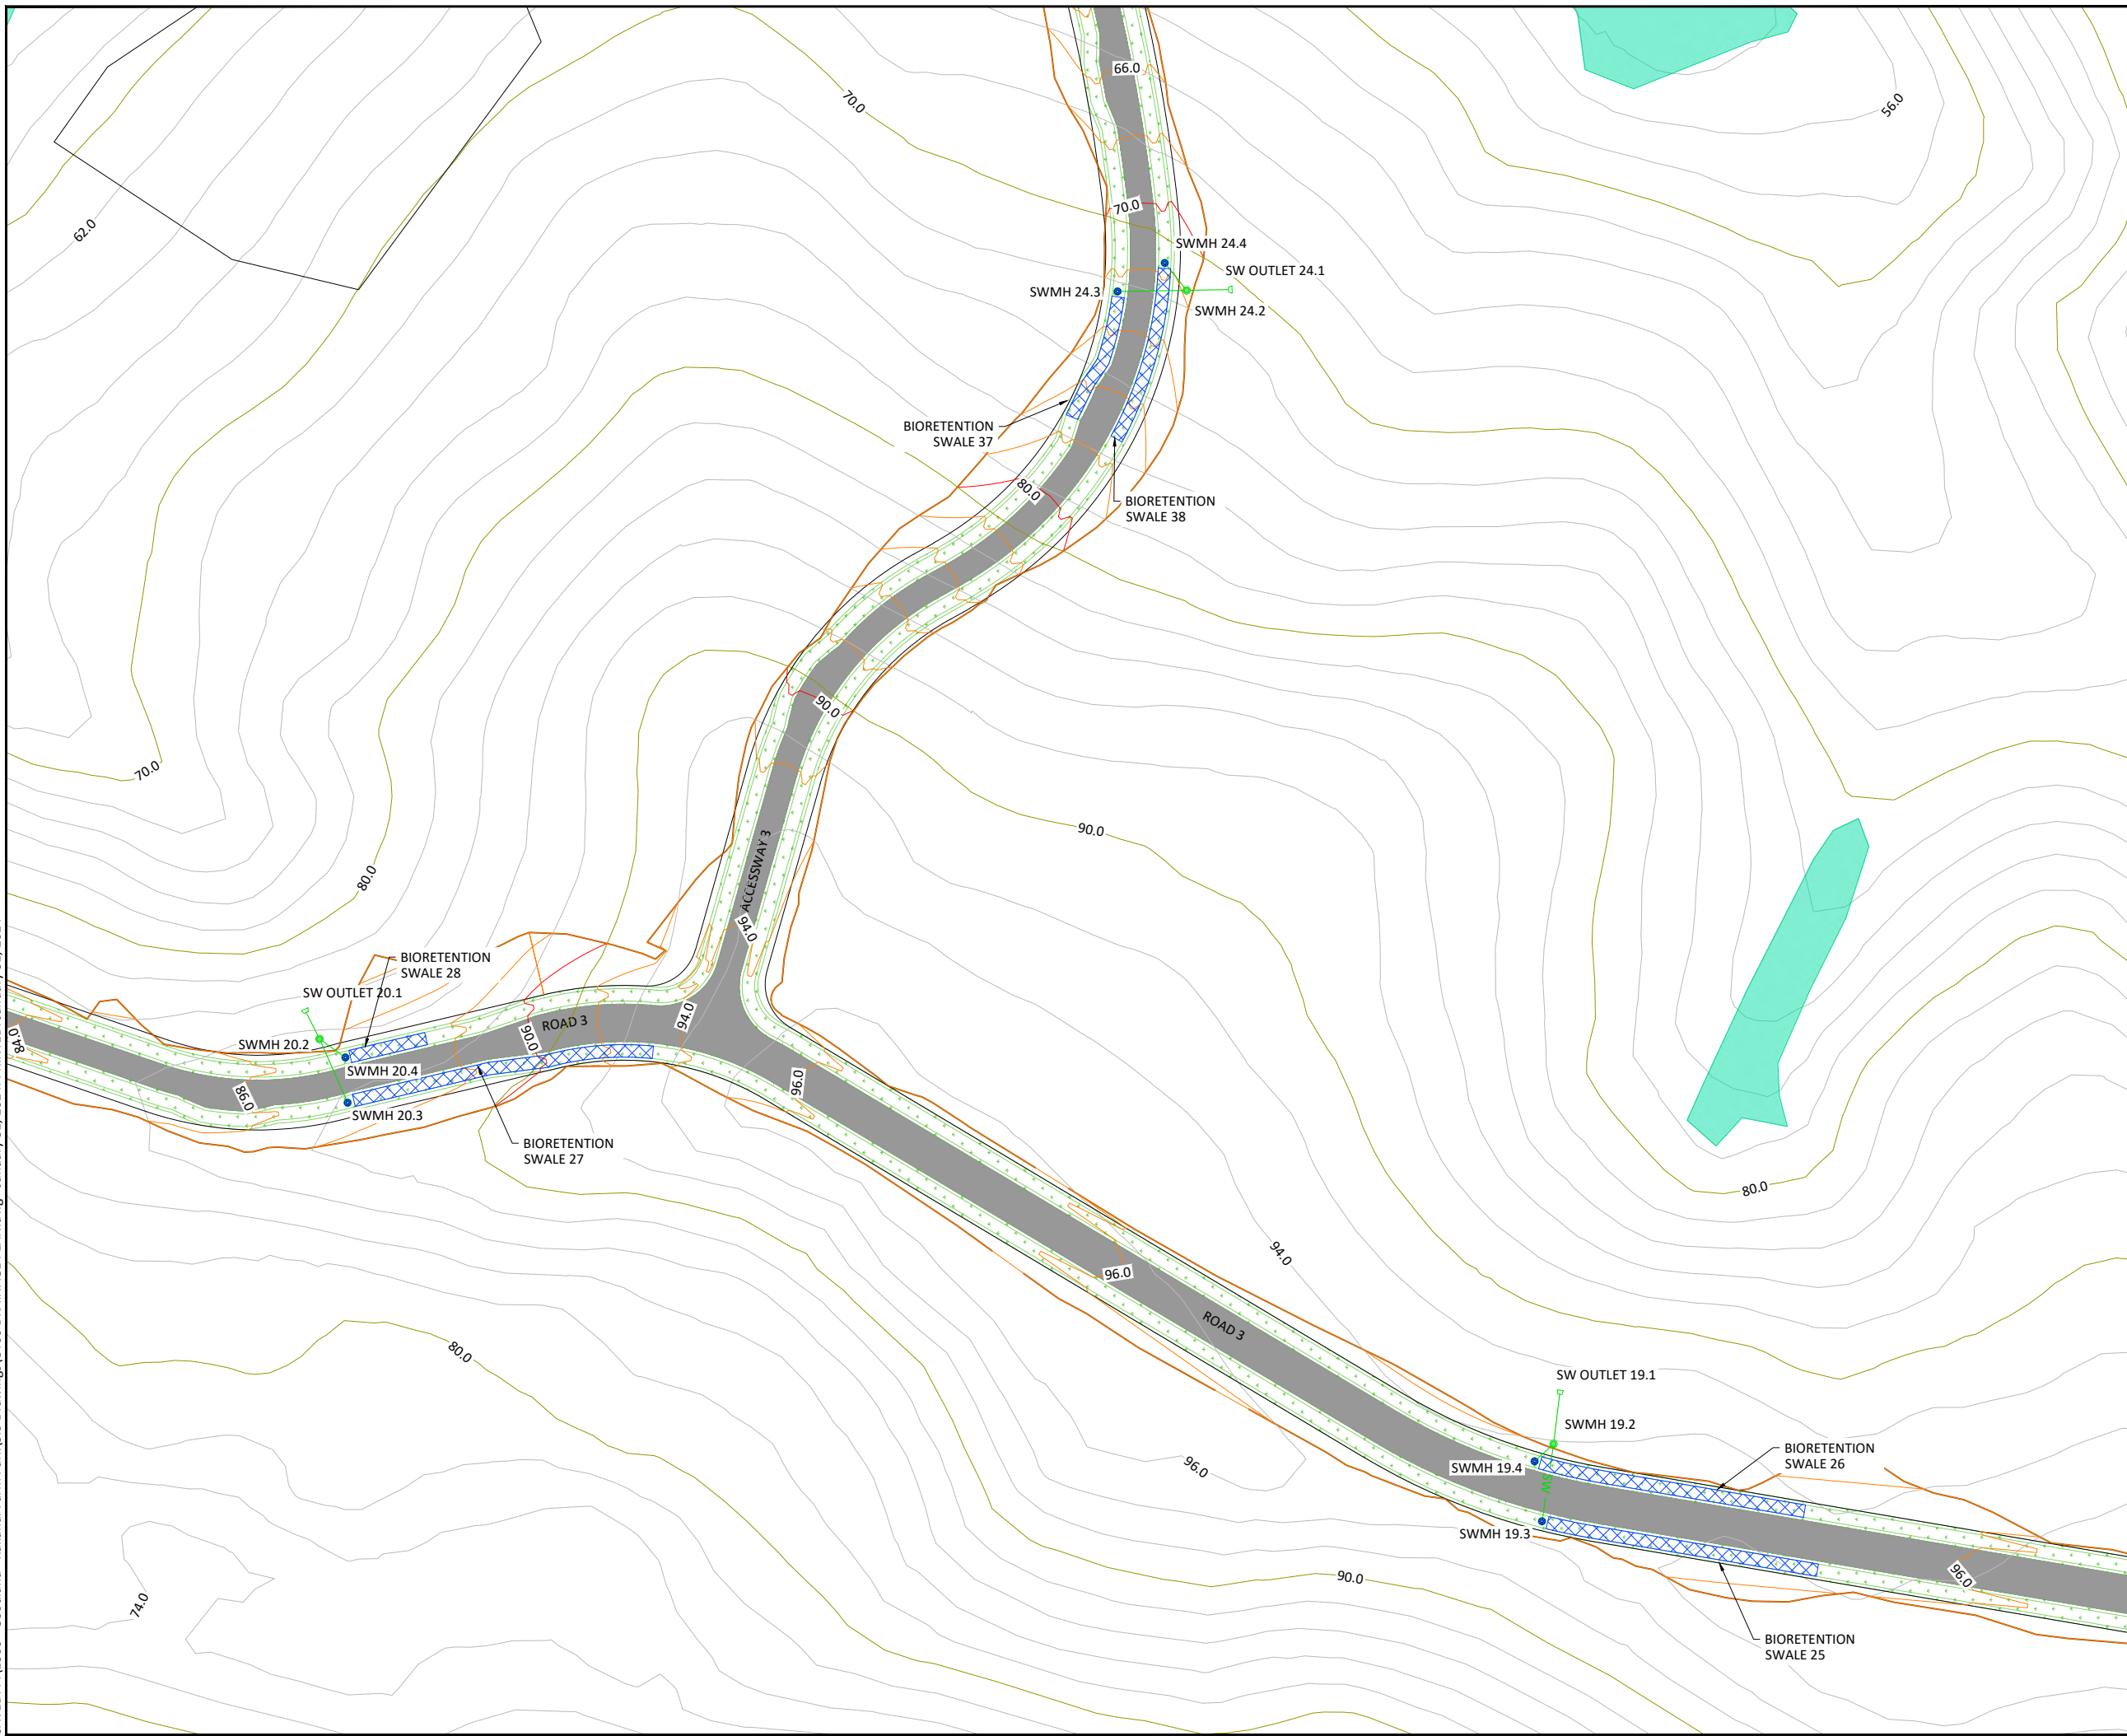 66.0
70.0
56.0
70.0
62.0
SWMH 24.4
SW OUTLET 24.1
SWMH 24.3
SWMH 24.2
BIORETENTION
SWALE 37
80.0
BIORETENTION
SWALE 38
90.0
70.0
90.0
ACCESSWAY 3
80.0
94.0
BIORETENTION
SWALE 28
SW OUTLET 20.1
94.0
ROAD 3
90.0
84.0
SWMH 20.2
SWMH 20.4
96.0
86.0
SWMH 20.3
BIORETENTION
SWALE 27
80.0
94.0
96.0
ROAD 3
80.0
SW OUTLET 19.1
SWMH 19.2
BIORETENTION
SWALE 26
96.0
SWMH 19.4
SW
SWMH 19.3
90.0
96.0
74.0
BIORETENTION
SWALE 25